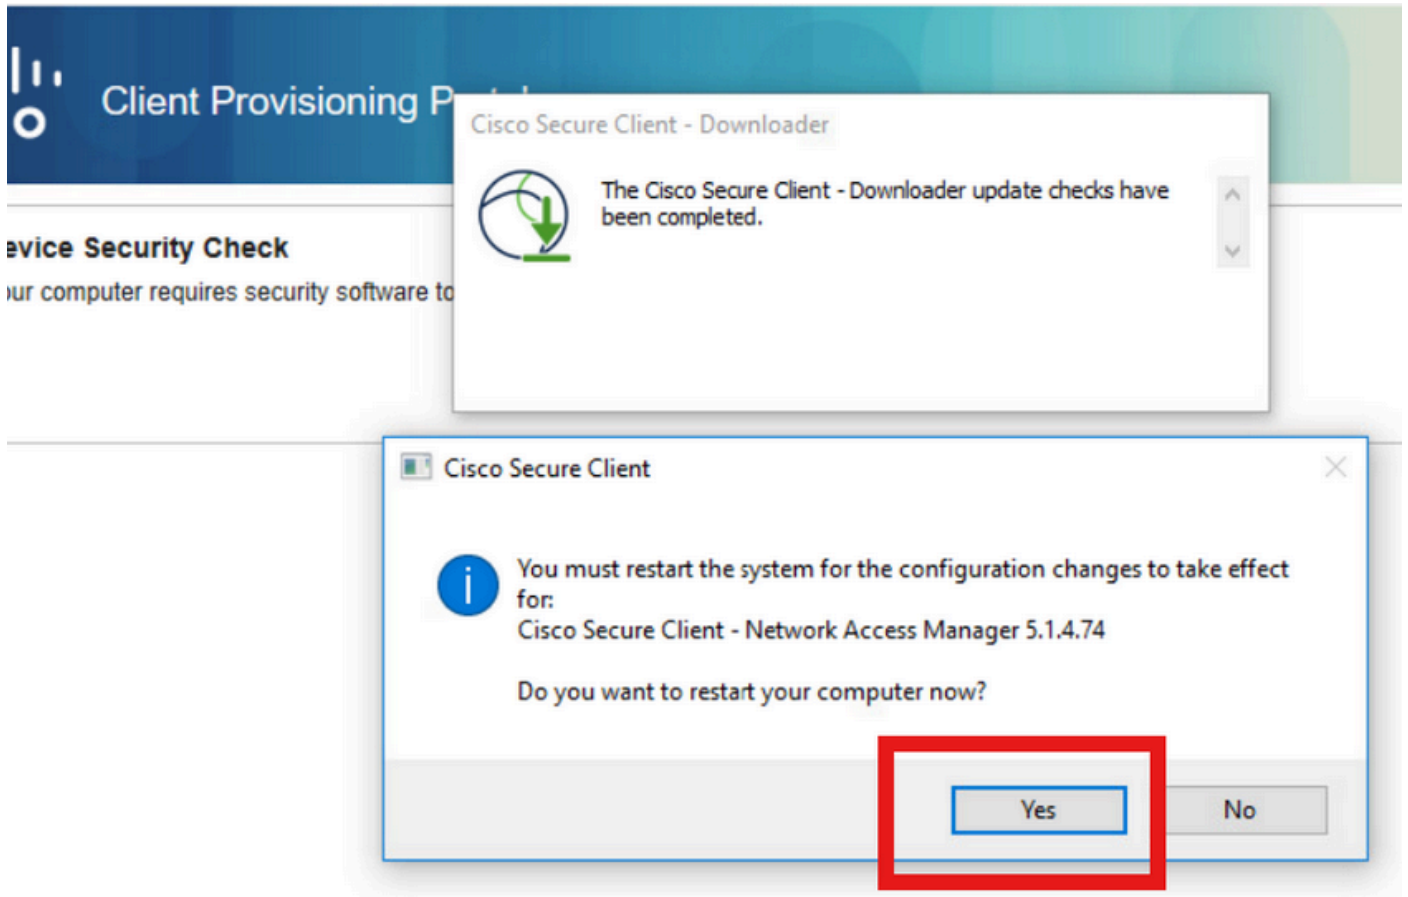 Client Provisioning P
Cisco Secure Client - Downloader
The Cisco Secure Client - Downloader update checks have
been completed.
evice Security Check
ur computer requires security software to
Cisco Secure Client
You must restart the system for the configuration changes to take effect
for:
Cisco Secure Client - Network Access Manager 5.1.4.74
Do you want to restart your computer now?
Yes
No